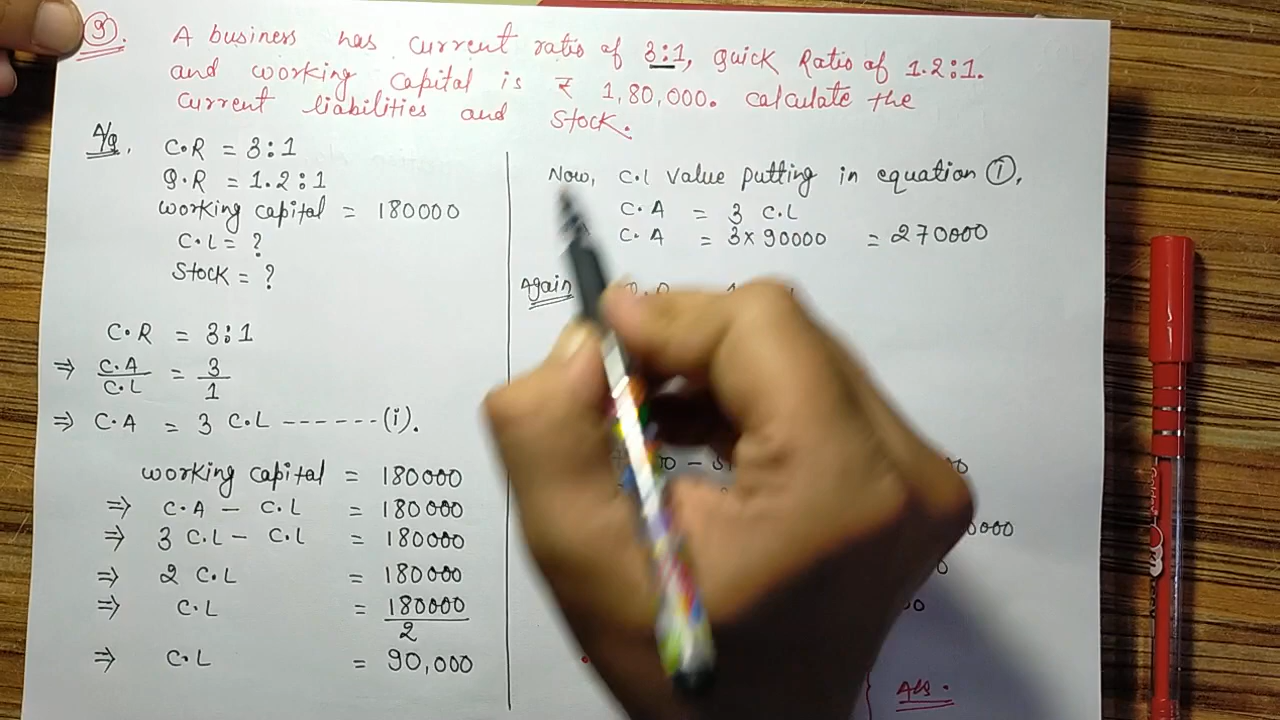 9. A business has current ratio of 3:1, Quick Ratio of 1.2:1.
and working capital is ₹ 1,80,000. calculate the
current liabilities and stock.
A/Q, C.R = 3:1
Q.R = 1.2:1
working capital = 180000
C.L = ?
Stock = ?
C.R = 3:1
⇒ C.A / C.L = 3 / 1
⇒ C.A = 3 C.L ------(i).
working capital = 180000
⇒ C.A - C.L = 180000
⇒ 3 C.L - C.L = 180000
⇒ 2 C.L = 180000
⇒ C.L = 180000 / 2
⇒ C.L = 90,000
Now, C.L value putting in equation (i),
C.A = 3 C.L
C.A = 3×90000 = 270000
Again
Ans.